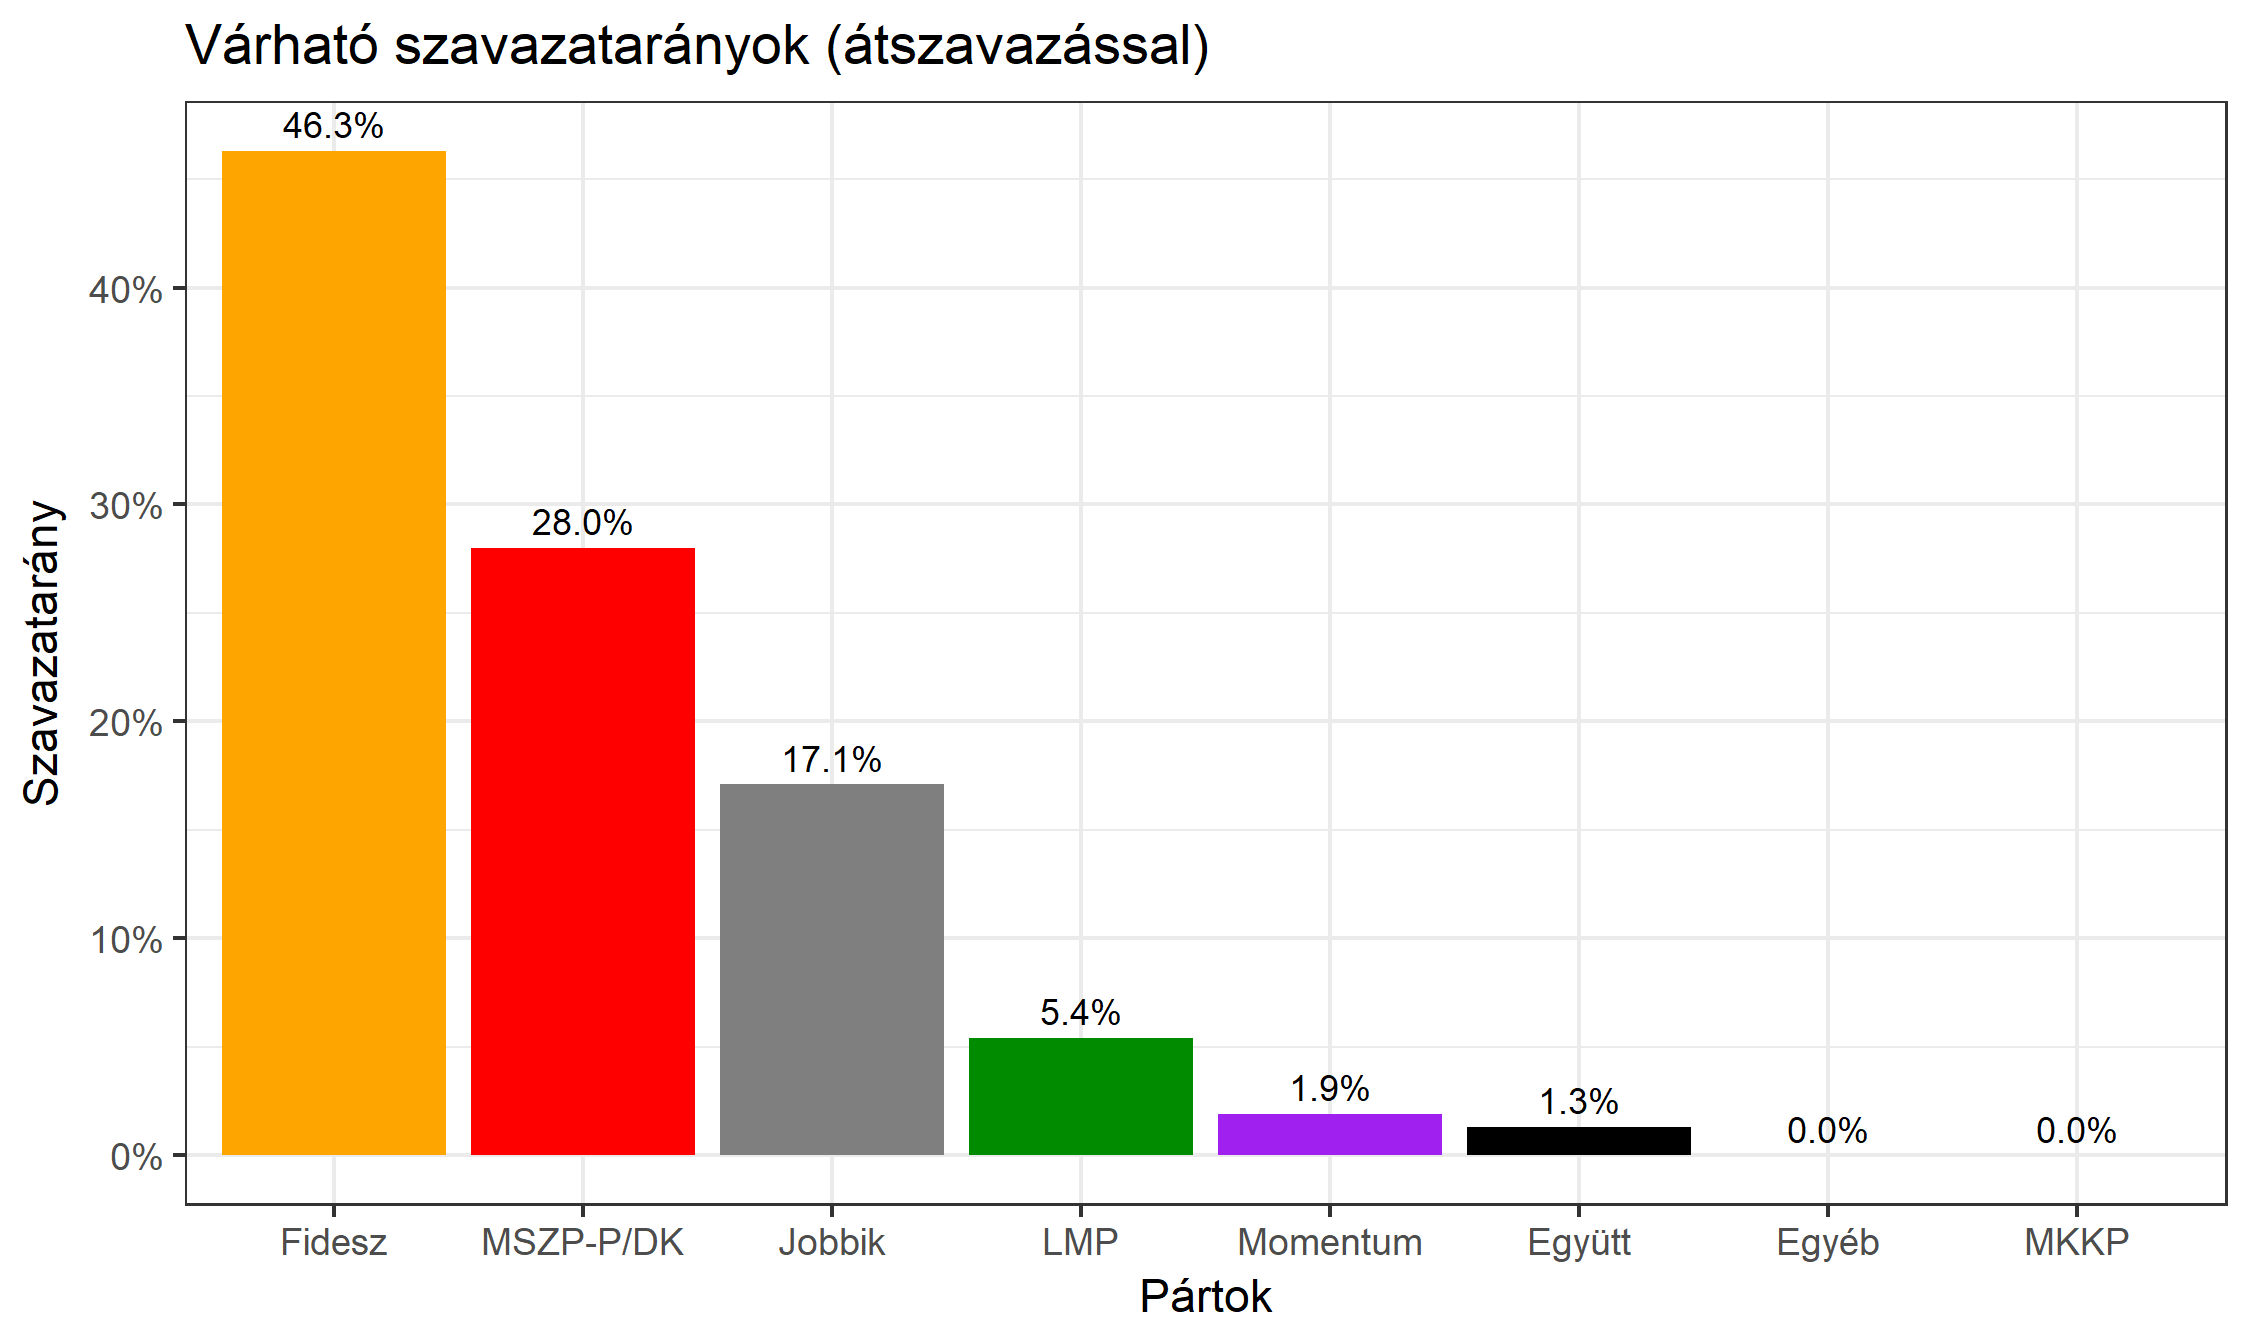 Várható szavazatarányok (átszavazással)
46.3%
28.0%
17.1%
5.4%
1.9%
1.3%
0.0%
0.0%
40%
30%
20%
10%
0%
Szavazatarány
Fidesz
MSZP-P/DK
Jobbik
LMP
Momentum
Együtt
Egyéb
MKKP
Pártok